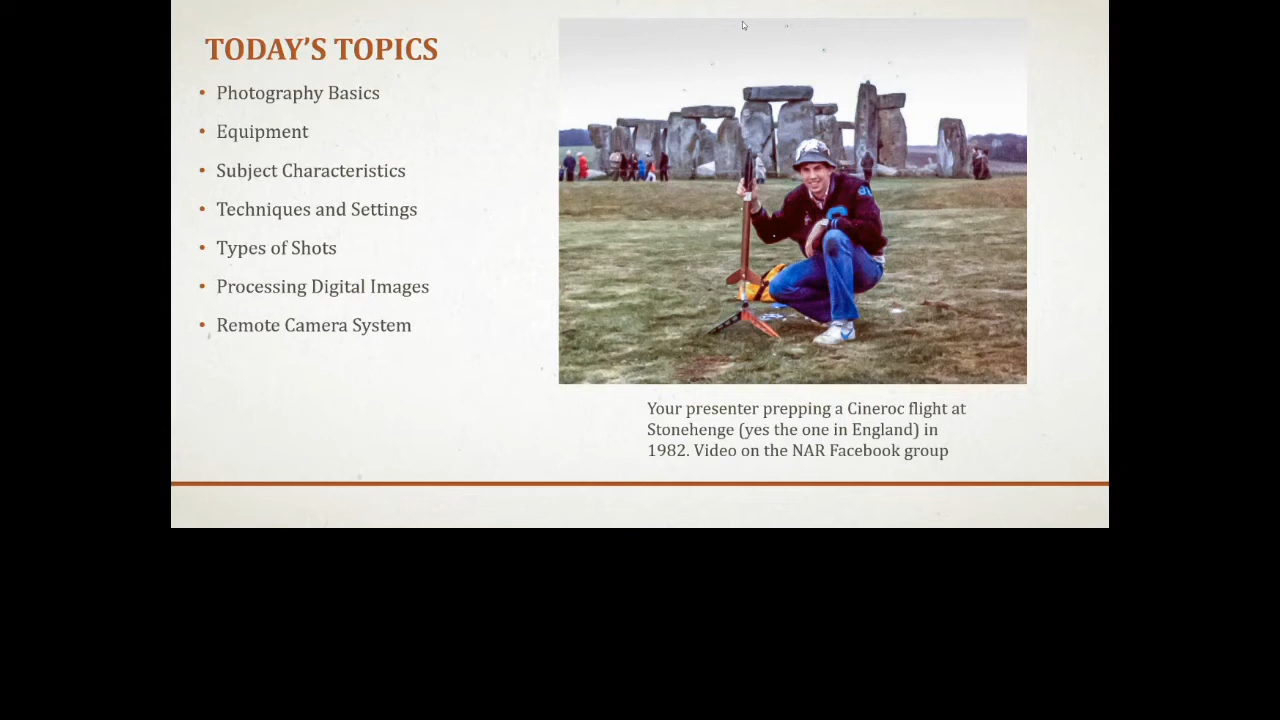 TODAY'S TOPICS
• Photography Basics
• Equipment
• Subject Characteristics
• Techniques and Settings
• Types of Shots
• Processing Digital Images
• Remote Camera System
Your presenter prepping a Cineroc flight at
Stonehenge (yes the one in England) in
1982. Video on the NAR Facebook group